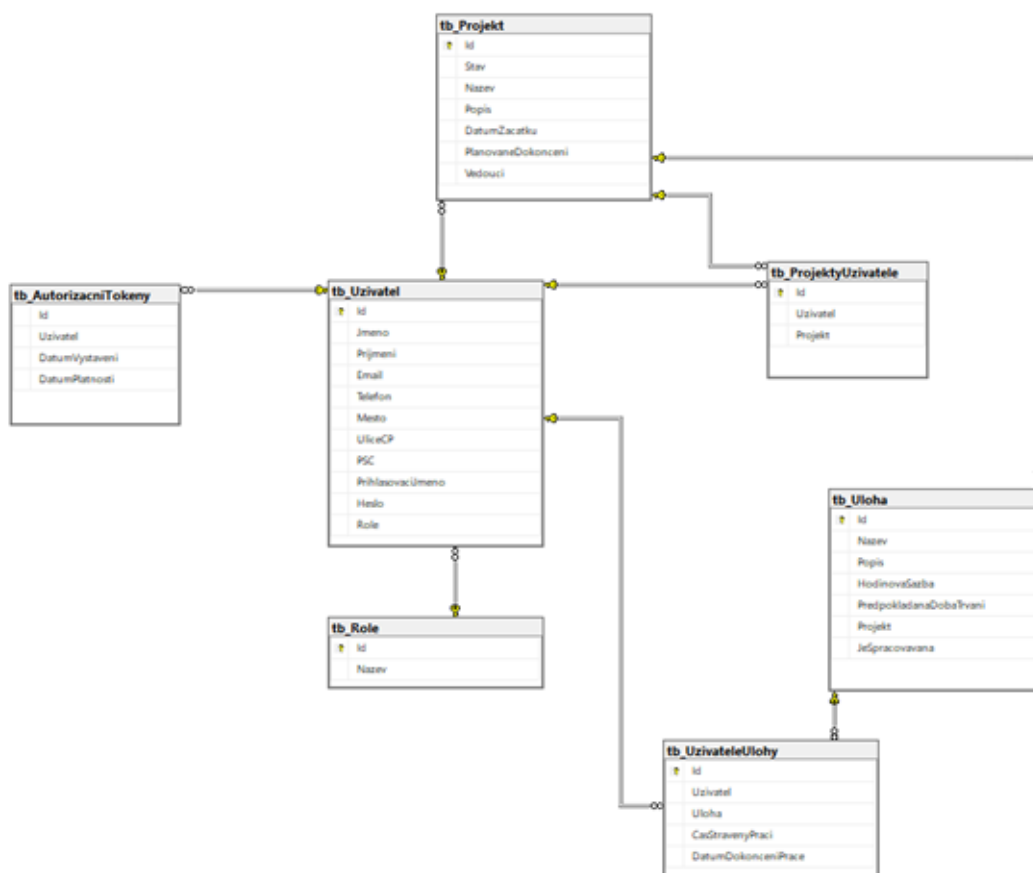 tb_Projekt
Id
Stav
Nazev
Popis
DatumZacatku
PlanovaneDokonceni
Vedouci
tb_AutorizacniTokeny
Id
Uzivatel
DatumVystaveni
DatumPlatnosti
tb_Uzivatel
Id
Jmeno
Prijmeni
Email
Telefon
Mesto
UliceCP
PSC
PrihlasovaciJmeno
Heslo
Role
tb_ProjektyUzivatele
Id
Uzivatel
Projekt
tb_Role
Id
Nazev
tb_Uloha
Id
Nazev
Popis
HodinovaSazba
PredpokladanaDobaTrvani
Projekt
JeSpracovavana
tb_UzivateleUlohy
Id
Uzivatel
Uloha
CasStravenyPraci
DatumDokonceniPrace